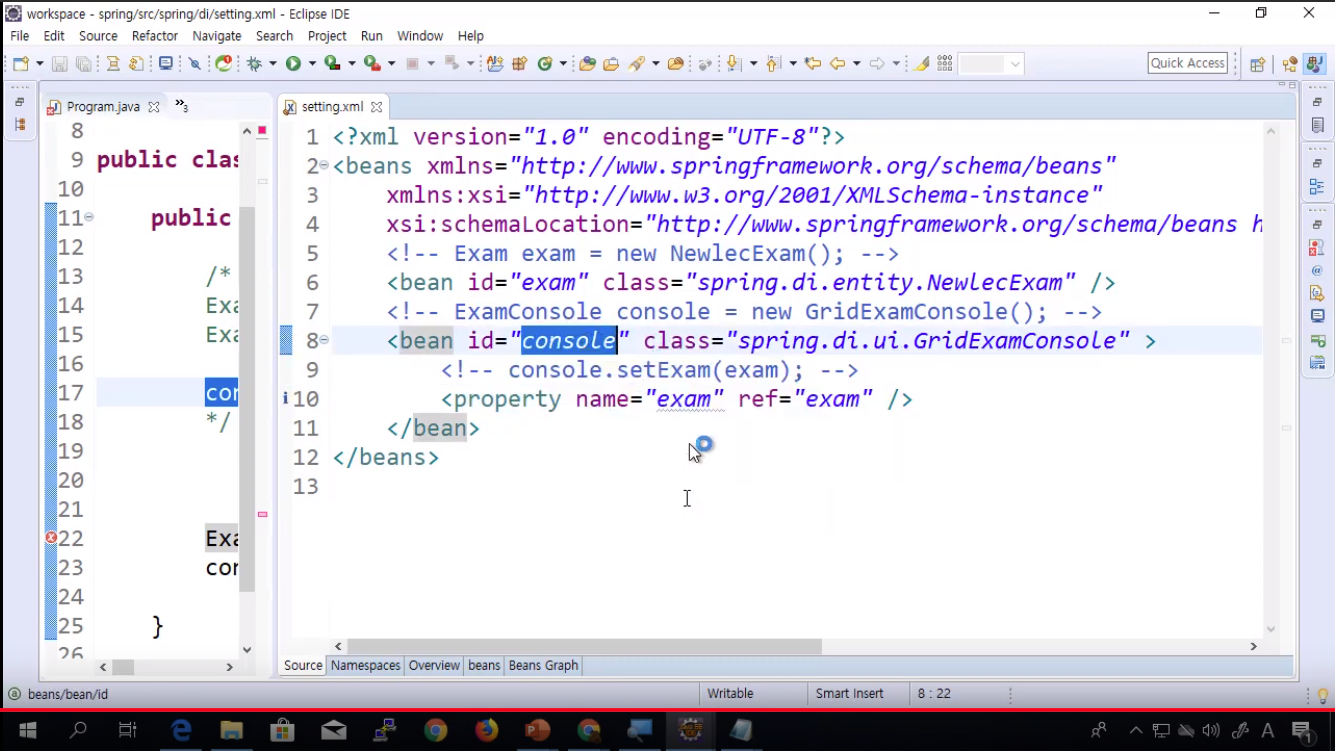 workspace - spring/src/spring/di/setting.xml - Eclipse IDE
File Edit Source Refactor Navigate Search Project Run Window Help
Quick Access
Program.java
»3
setting.xml
8
9 public clas
10
11 public
12
13 /*
14 Exa
15 Exa
17 con
18 */
19
20
21
22 Exa
23 con
24
25 }
26
1 <?xml version="1.0" encoding="UTF-8"?>
2 <beans xmlns="http://www.springframework.org/schema/beans"
3 xmlns:xsi="http://www.w3.org/2001/XMLSchema-instance"
4 xsi:schemaLocation="http://www.springframework.org/schema/beans h
5 <!-- Exam exam = new NewlecExam(); -->
6 <bean id="exam" class="spring.di.entity.NewlecExam" />
7 <!-- ExamConsole console = new GridExamConsole(); -->
8 <bean id="console" class="spring.di.ui.GridExamConsole" >
9 <!-- console.setExam(exam); -->
10 <property name="exam" ref="exam" />
11 </bean>
12 </beans>
13
Source Namespaces Overview beans Beans Graph
beans/bean/id
Writable
Smart Insert
8 : 22
A
1